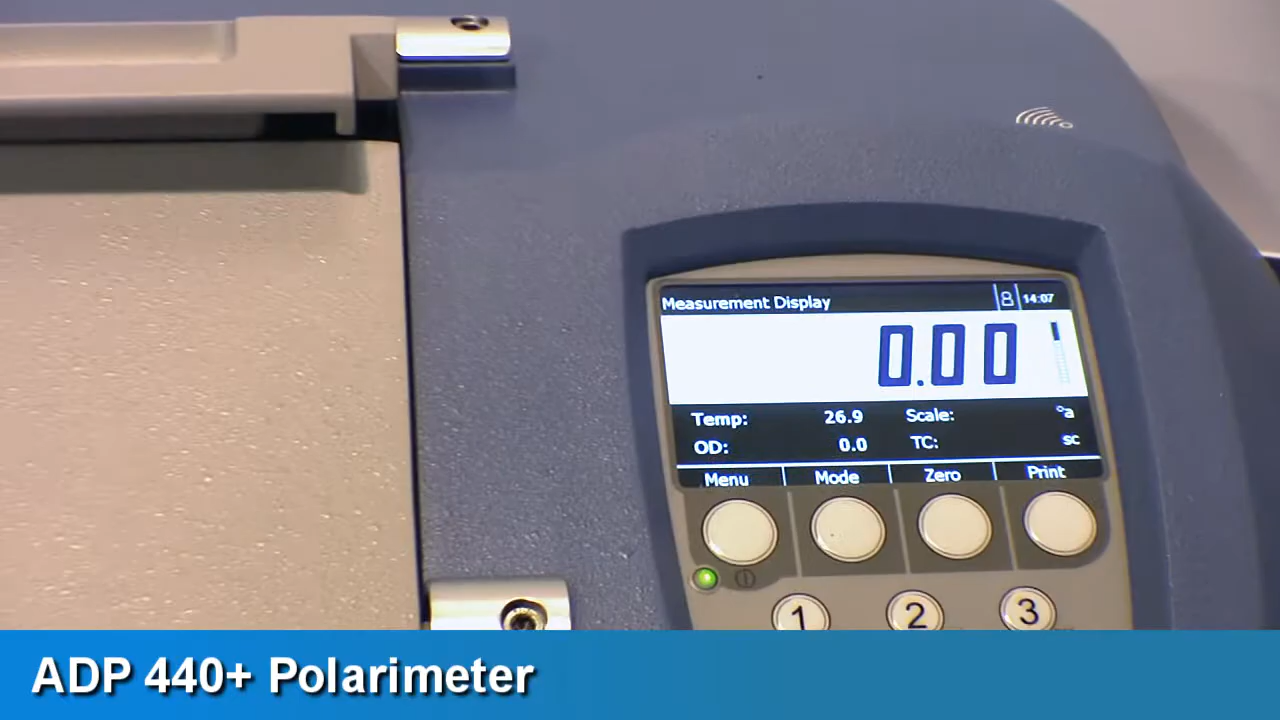 Measurement Display 8 14:07
0.00
Temp: 26.9 Scale: °a
OD: 0.0 TC: sc
Menu Mode Zero Print
1 2 3
ADP 440+ Polarimeter